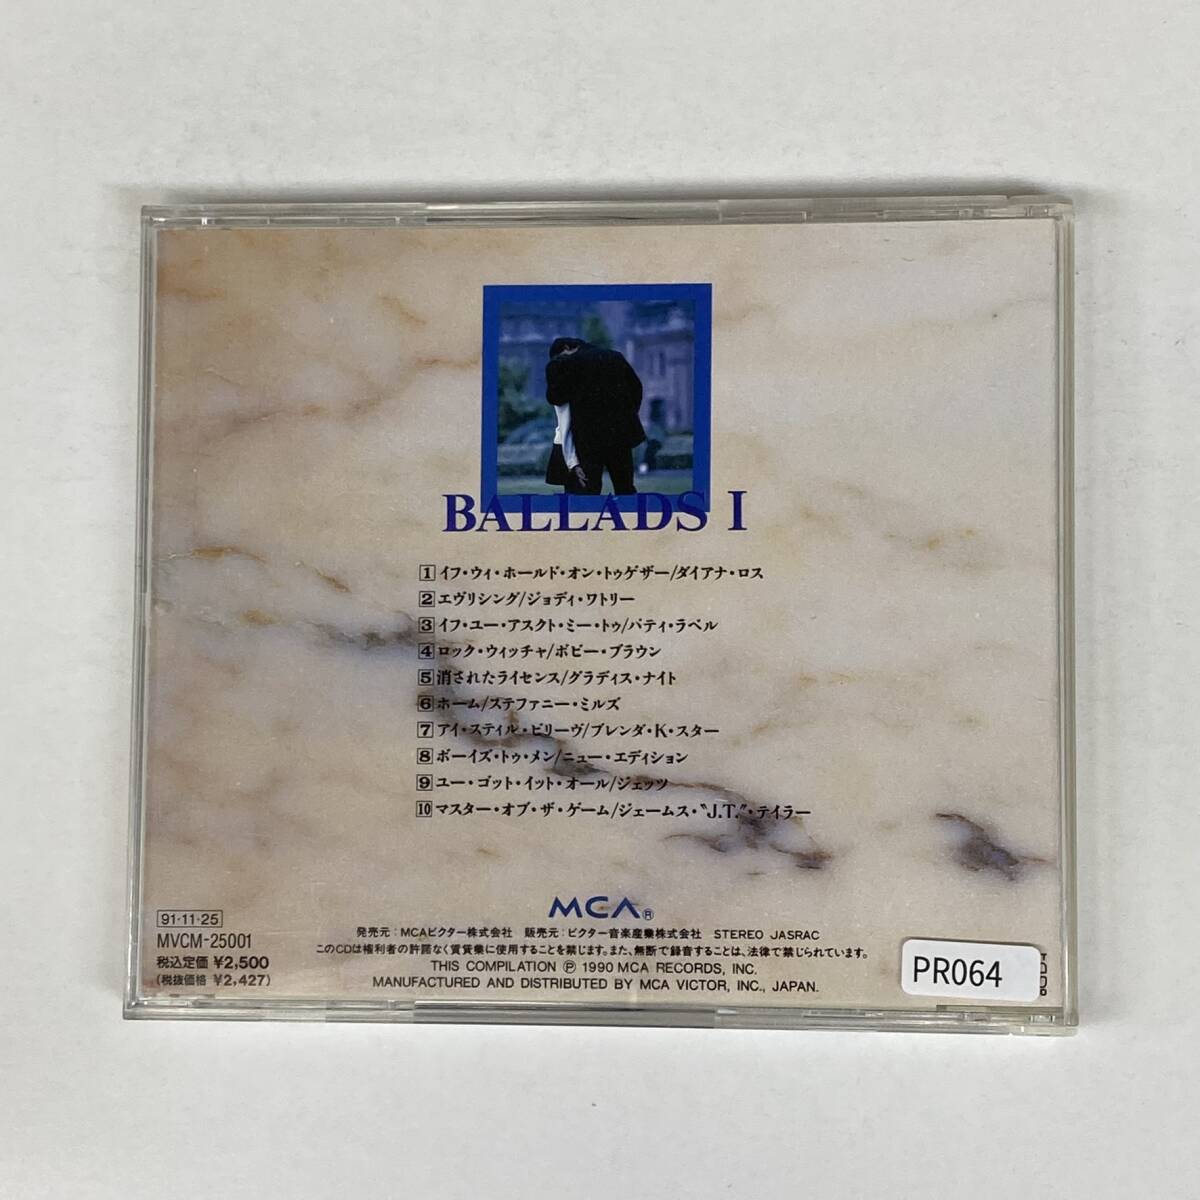 BALLADS I
1 イフ・ウィ・ホールド・オン・トゥゲザー/ダイアナ・ロス
2 エヴリシング/ジョディ・ワトリー
3 イフ・ユー・アスクト・ミー・トゥ/パティ・ラベル
4 ロック・ウィッチャ/ボビー・ブラウン
5 消されたライセンス/グラディス・ナイト
6 ホーム/ステファニー・ミルズ
7 アイ・スティル・ビリーヴ/ブレンダ・K・スター
8 ボーイズ・トゥ・メン/ニュー・エディション
9 ユー・ゴット・イット・オール/ジェッツ
10 マスター・オブ・ザ・ゲーム/ジェームス・〝J.T.〟・テイラー
MCA®
91·11·25
MVCM-25001
税込定価 ¥2,500
(税抜価格 ¥2,427)
発売元:MCAビクター株式会社 販売元:ビクター音楽産業株式会社 STEREO JASRAC
このCDは権利者の許諾なく賃貸業に使用することを禁じます。また、無断で録音することは、法律で禁じられています。
THIS COMPILATION ℗ 1990 MCA RECORDS, INC.
MANUFACTURED AND DISTRIBUTED BY MCA VICTOR, INC., JAPAN.
PR064